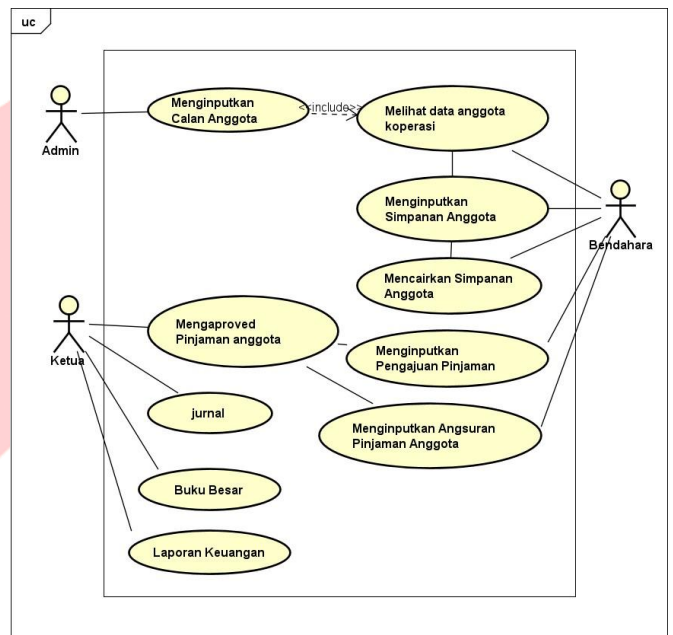 uc
Menginputkan
Calan Anggota
<<include>>
Melihat data anggota
koperasi
Admin
Menginputkan
Simpanan Anggota
Bendahara
Mencairkan Simpanan
Anggota
Mengaproved
Pinjaman anggota
Ketua
Menginputkan
Pengajuan Pinjaman
jurnal
Menginputkan Angsuran
Pinjaman Anggota
Buku Besar
Laporan Keuangan